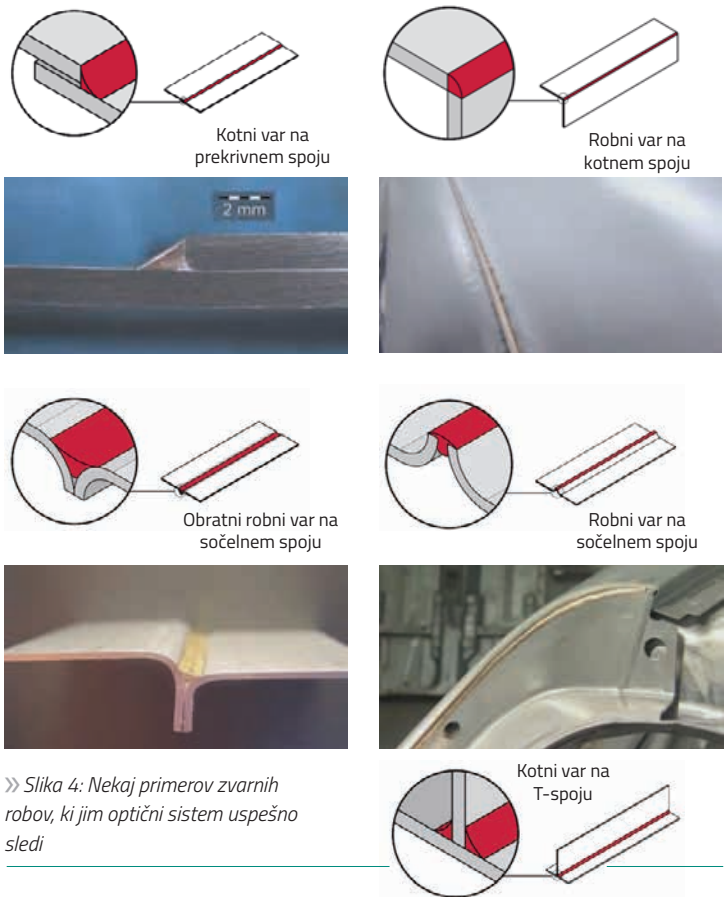 Kotni var na
prekrivnem spoju
Robni var na
kotnem spoju
2 mm
Obratni robni var na
sočelnem spoju
Robni var na
sočelnem spoju
» Slika 4: Nekaj primerov zvarnih
robov, ki jim optični sistem uspešno
sledi
Kotni var na
T-spoju